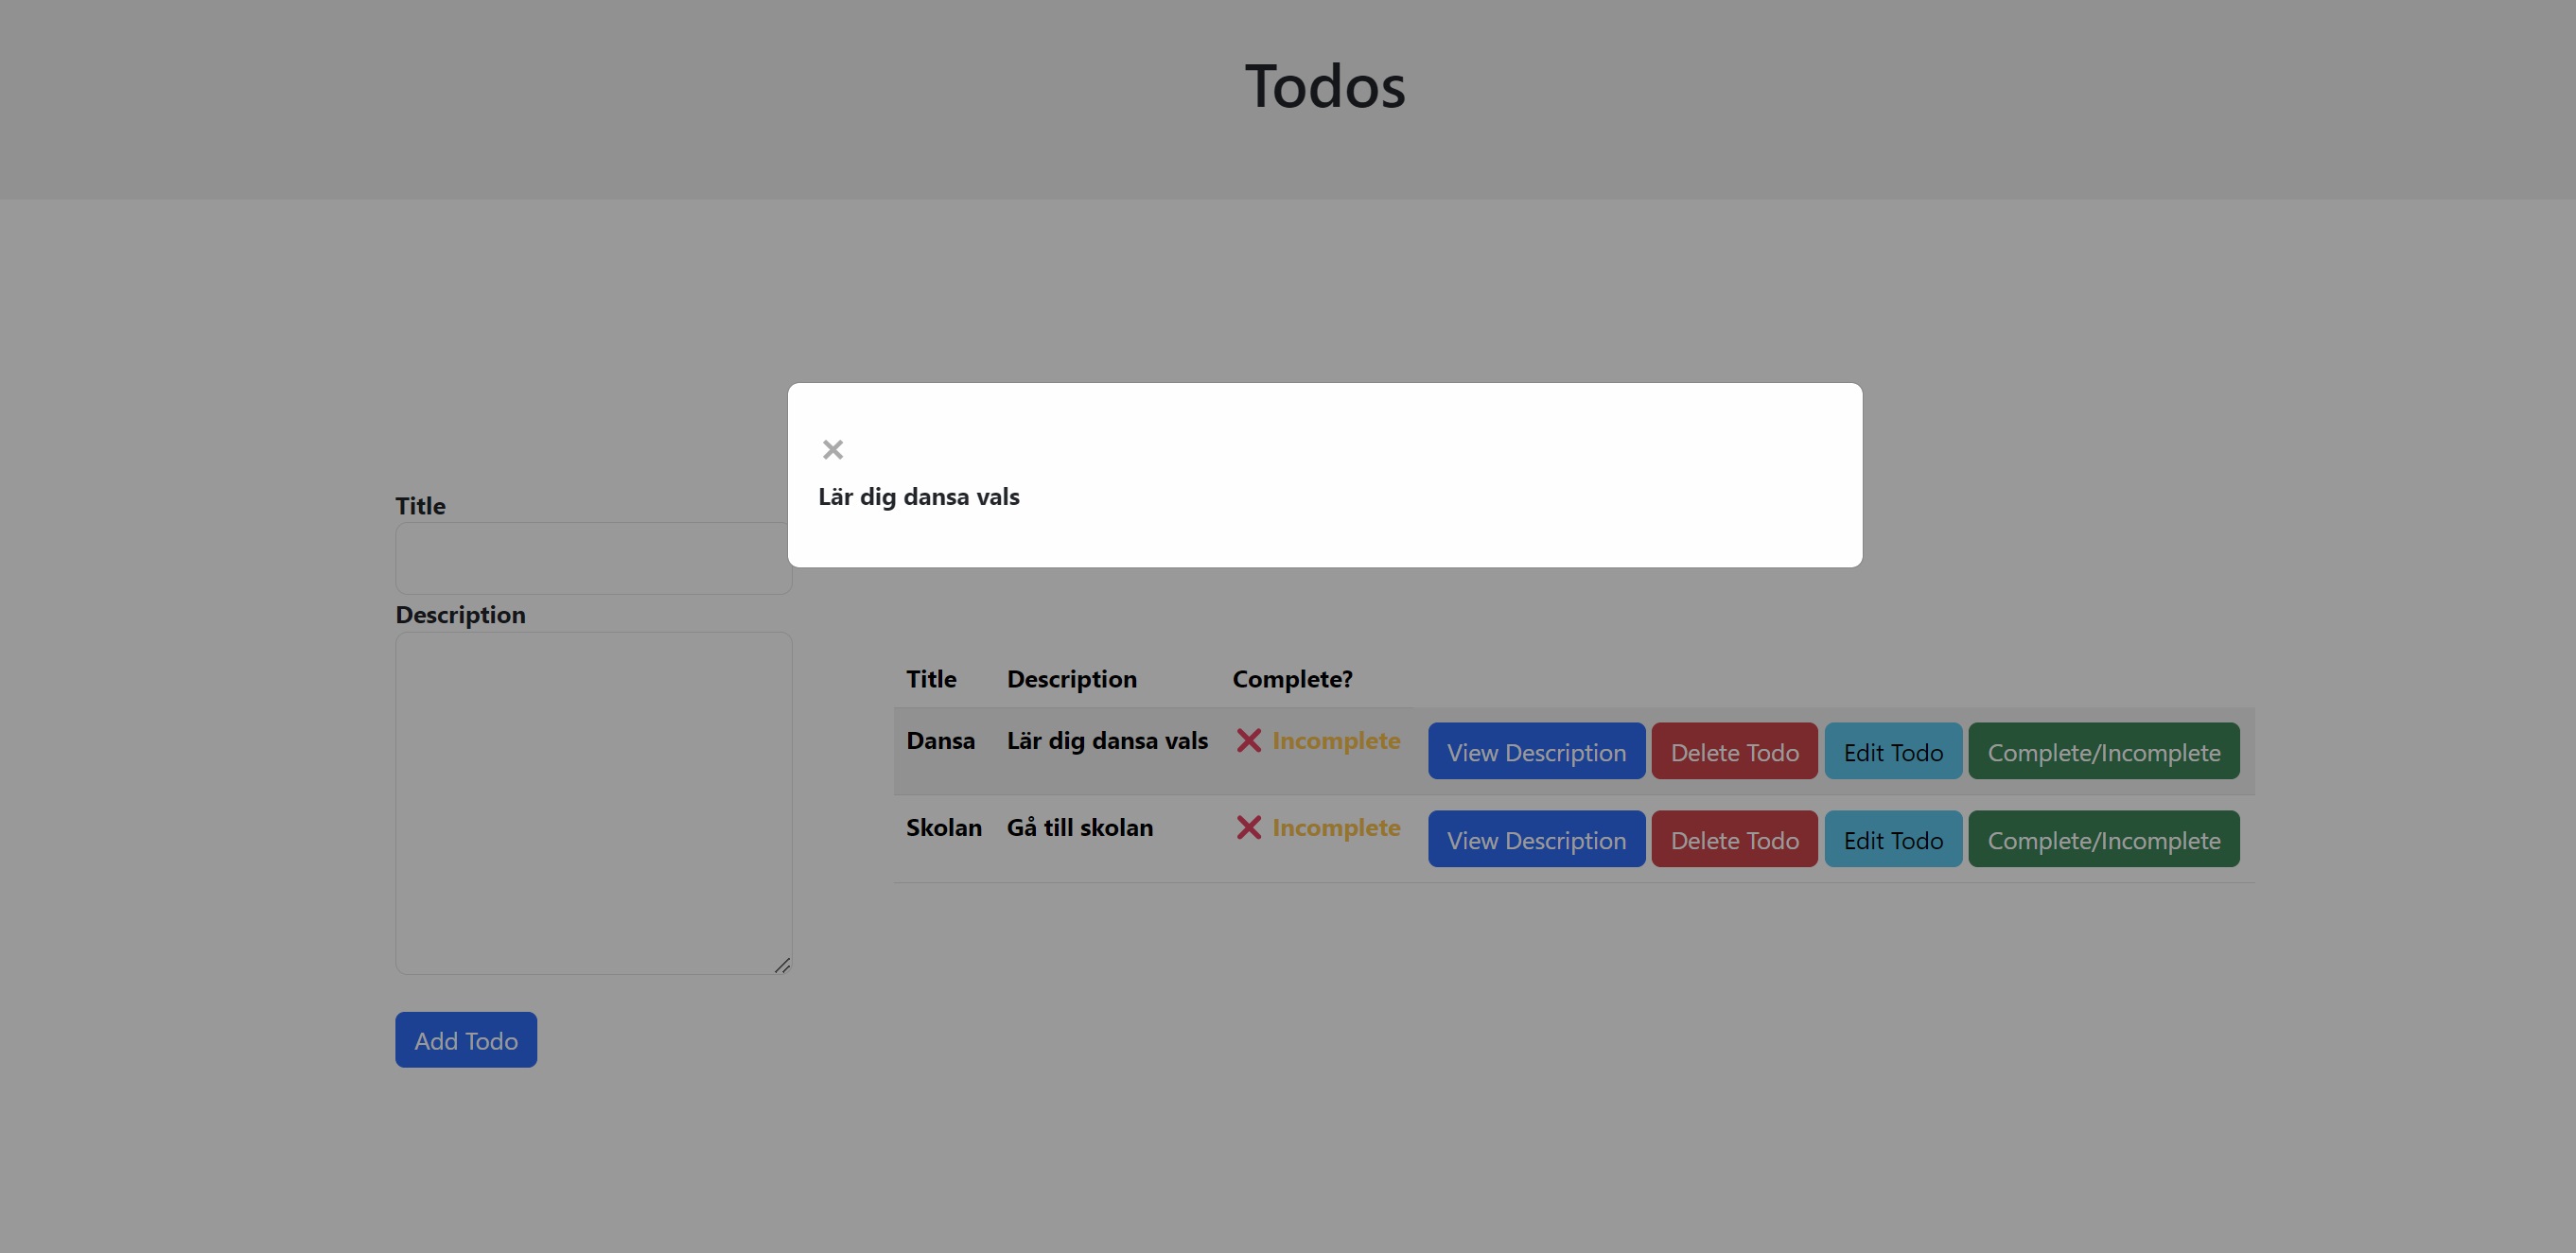 Todos
×
Lär dig dansa vals
Title
Description
Add Todo
Title Description Complete?
Dansa Lär dig dansa vals ❌ Incomplete View Description Delete Todo Edit Todo Complete/Incomplete
Skolan Gå till skolan ❌ Incomplete View Description Delete Todo Edit Todo Complete/Incomplete